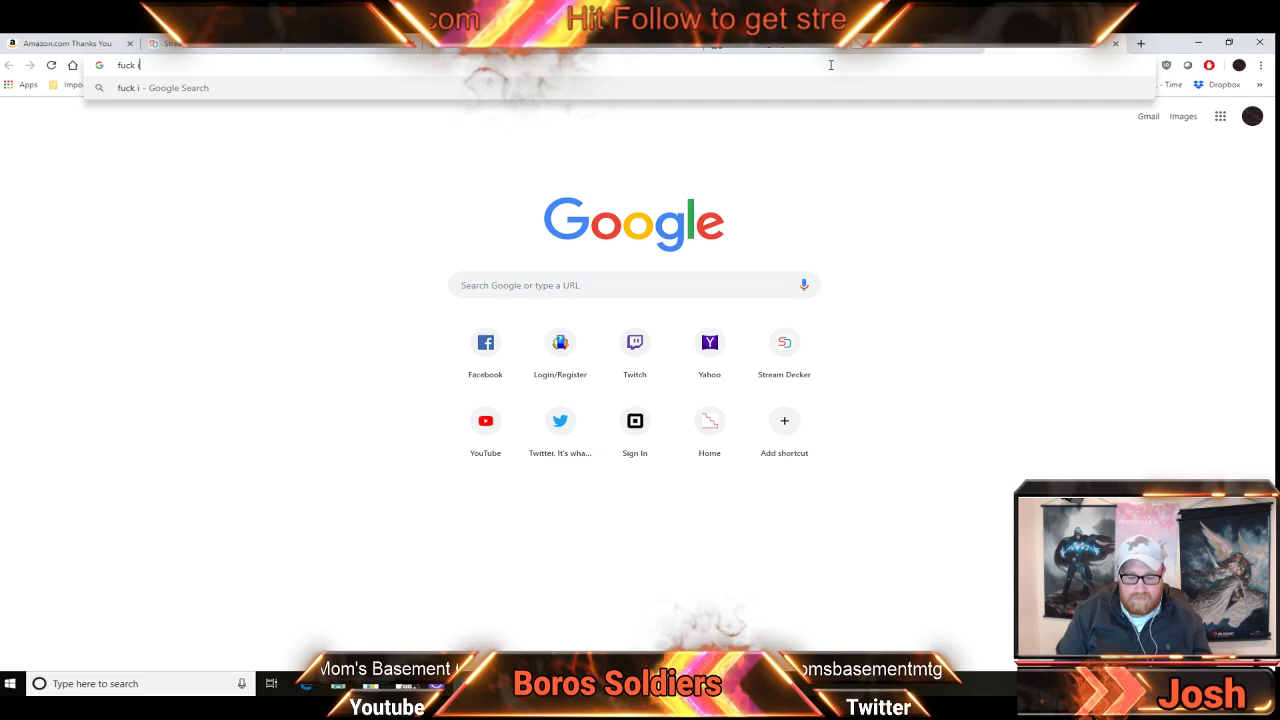 .com Hit Follow to get stre
Amazon.com Thanks You
fuck i
Apps
Time Dropbox
fuck i - Google Search
Gmail Images
Google
Search Google or type a URL
Facebook Login/Register Twitch Yahoo Stream Decker
YouTube Twitter. It's wha... Sign In Home Add shortcut
Mom's Basement
omsbasementmtg
Type here to search
Boros Soldiers
Josh
Youtube
Twitter